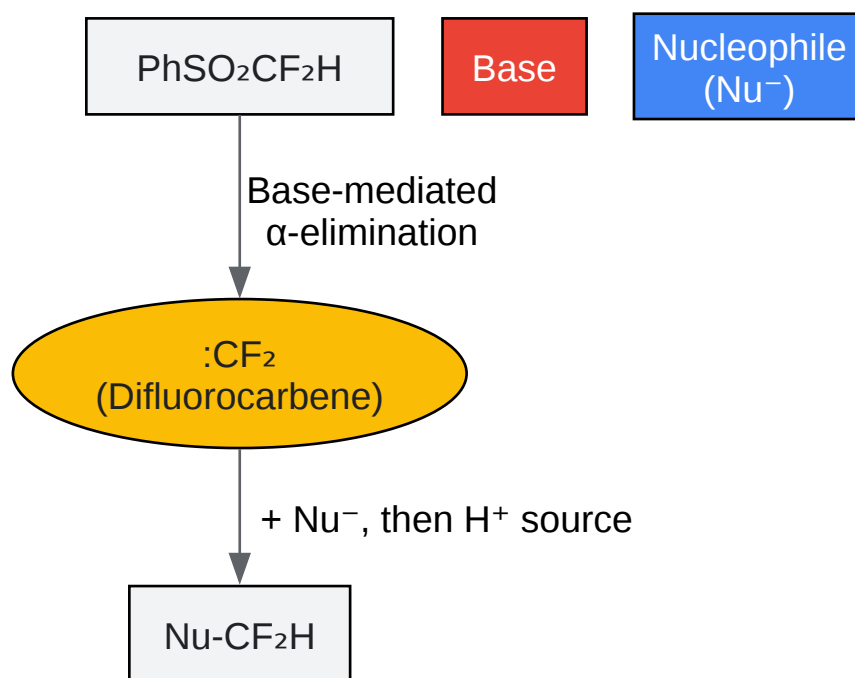 PhSO₂CF₂H
Base
Nucleophile
(Nu⁻)
Base-mediated
α-elimination
:CF₂
(Difluorocarbene)
+ Nu⁻, then H⁺ source
Nu-CF₂H